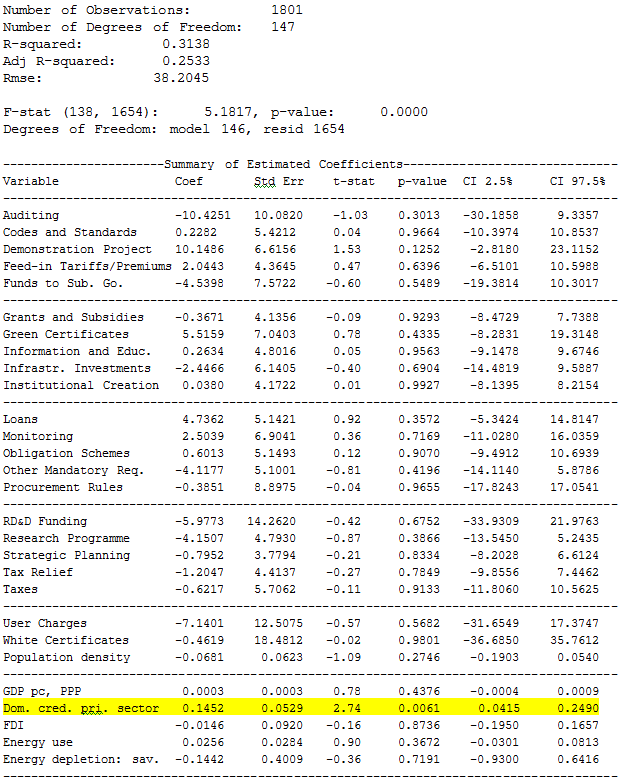 Number of Observations: 1801
Number of Degrees of Freedom: 147
R-squared: 0.3138
Adj R-squared: 0.2533
Rmse: 38.2045
F-stat (138, 1654): 5.1817, p-value: 0.0000
Degrees of Freedom: model 146, resid 1654
-----------------------Summary of Estimated Coefficients------------------------------
Variable Coef Std Err t-stat p-value CI 2.5% CI 97.5%
Auditing -10.4251 10.0820 -1.03 0.3013 -30.1858 9.3357
Codes and Standards 0.2282 5.4212 0.04 0.9664 -10.3974 10.8537
Demonstration Project 10.1486 6.6156 1.53 0.1252 -2.8180 23.1152
Feed-in Tariffs/Premiums 2.0443 4.3645 0.47 0.6396 -6.5101 10.5988
Funds to Sub. Go. -4.5398 7.5722 -0.60 0.5489 -19.3814 10.3017
Grants and Subsidies -0.3671 4.1356 -0.09 0.9293 -8.4729 7.7388
Green Certificates 5.5159 7.0403 0.78 0.4335 -8.2831 19.3148
Information and Educ. 0.2634 4.8016 0.05 0.9563 -9.1478 9.6746
Infrastr. Investments -2.4466 6.1405 -0.40 0.6904 -14.4819 9.5887
Institutional Creation 0.0380 4.1722 0.01 0.9927 -8.1395 8.2154
Loans 4.7362 5.1421 0.92 0.3572 -5.3424 14.8147
Monitoring 2.5039 6.9041 0.36 0.7169 -11.0280 16.0359
Obligation Schemes 0.6013 5.1493 0.12 0.9070 -9.4912 10.6939
Other Mandatory Req. -4.1177 5.1001 -0.81 0.4196 -14.1140 5.8786
Procurement Rules -0.3851 8.8975 -0.04 0.9655 -17.8243 17.0541
RD&D Funding -5.9773 14.2620 -0.42 0.6752 -33.9309 21.9763
Research Programme -4.1507 4.7930 -0.87 0.3866 -13.5450 5.2435
Strategic Planning -0.7952 3.7794 -0.21 0.8334 -8.2028 6.6124
Tax Relief -1.2047 4.4137 -0.27 0.7849 -9.8556 7.4462
Taxes -0.6217 5.7062 -0.11 0.9133 -11.8060 10.5625
User Charges -7.1401 12.5075 -0.57 0.5682 -31.6549 17.3747
White Certificates -0.4619 18.4812 -0.02 0.9801 -36.6850 35.7612
Population density -0.0681 0.0623 -1.09 0.2746 -0.1903 0.0540
GDP pc, PPP 0.0003 0.0003 0.78 0.4376 -0.0004 0.0009
Dom. cred. pri. sector 0.1452 0.0529 2.74 0.0061 0.0415 0.2490
FDI -0.0146 0.0920 -0.16 0.8736 -0.1950 0.1657
Energy use 0.0256 0.0284 0.90 0.3672 -0.0301 0.0813
Energy depletion: sav. -0.1442 0.4009 -0.36 0.7191 -0.9300 0.6416